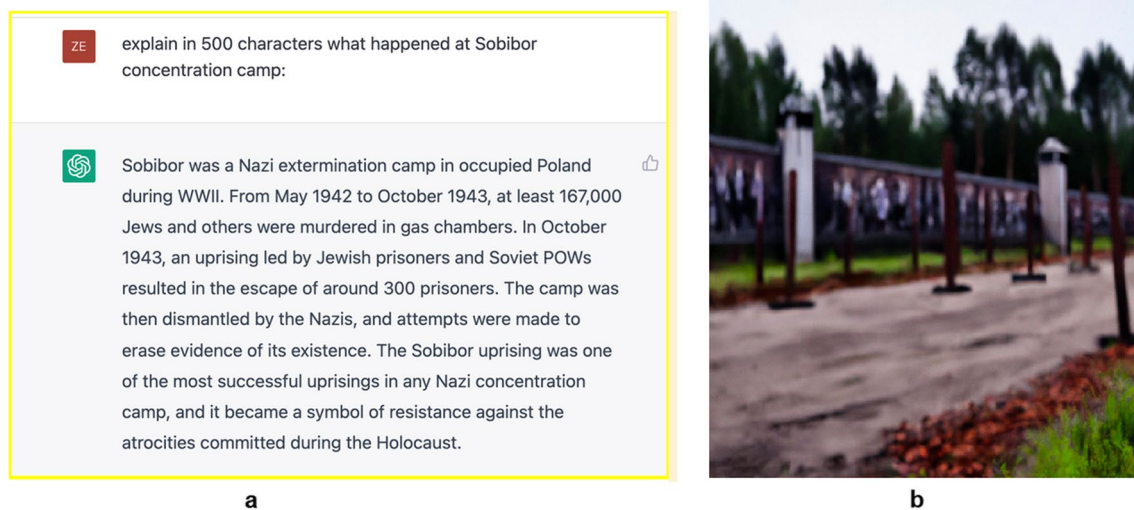 ZE
explain in 500 characters what happened at Sobibor
concentration camp:
Sobibor was a Nazi extermination camp in occupied Poland
during WWII. From May 1942 to October 1943, at least 167,000
Jews and others were murdered in gas chambers. In October
1943, an uprising led by Jewish prisoners and Soviet POWs
resulted in the escape of around 300 prisoners. The camp was
then dismantled by the Nazis, and attempts were made to
erase evidence of its existence. The Sobibor uprising was one
of the most successful uprisings in any Nazi concentration
camp, and it became a symbol of resistance against the
atrocities committed during the Holocaust.
a
b